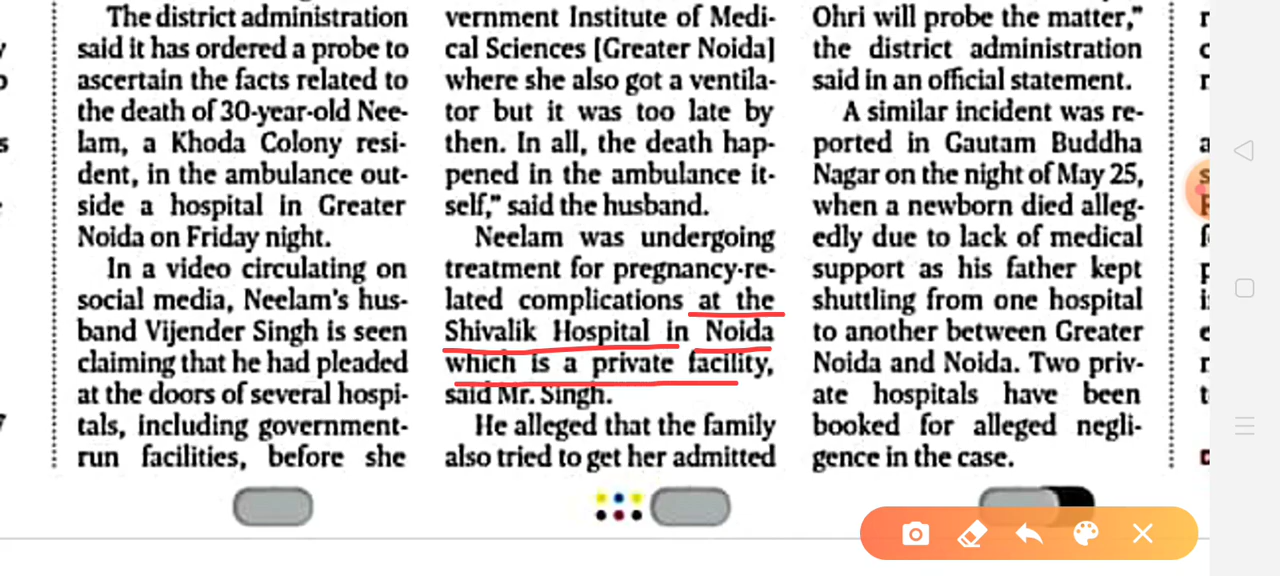 The district administration
said it has ordered a probe to
ascertain the facts related to
the death of 30-year-old Nee-
lam, a Khoda Colony resi-
dent, in the ambulance out-
side a hospital in Greater
Noida on Friday night.
In a video circulating on
social media, Neelam's hus-
band Vijender Singh is seen
claiming that he had pleaded
at the doors of several hospi-
tals, including government-
run facilities, before she
vernment Institute of Medi-
cal Sciences [Greater Noida]
where she also got a ventila-
tor but it was too late by
then. In all, the death hap-
pened in the ambulance it-
self,” said the husband.
Neelam was undergoing
treatment for pregnancy-re-
lated complications at the
Shivalik Hospital in Noida
which is a private facility,
said Mr. Singh.
He alleged that the family
also tried to get her admitted
Ohri will probe the matter,”
the district administration
said in an official statement.
A similar incident was re-
ported in Gautam Buddha
Nagar on the night of May 25,
when a newborn died alleg-
edly due to lack of medical
support as his father kept
shuttling from one hospital
to another between Greater
Noida and Noida. Two priv-
ate hospitals have been
booked for alleged negli-
gence in the case.